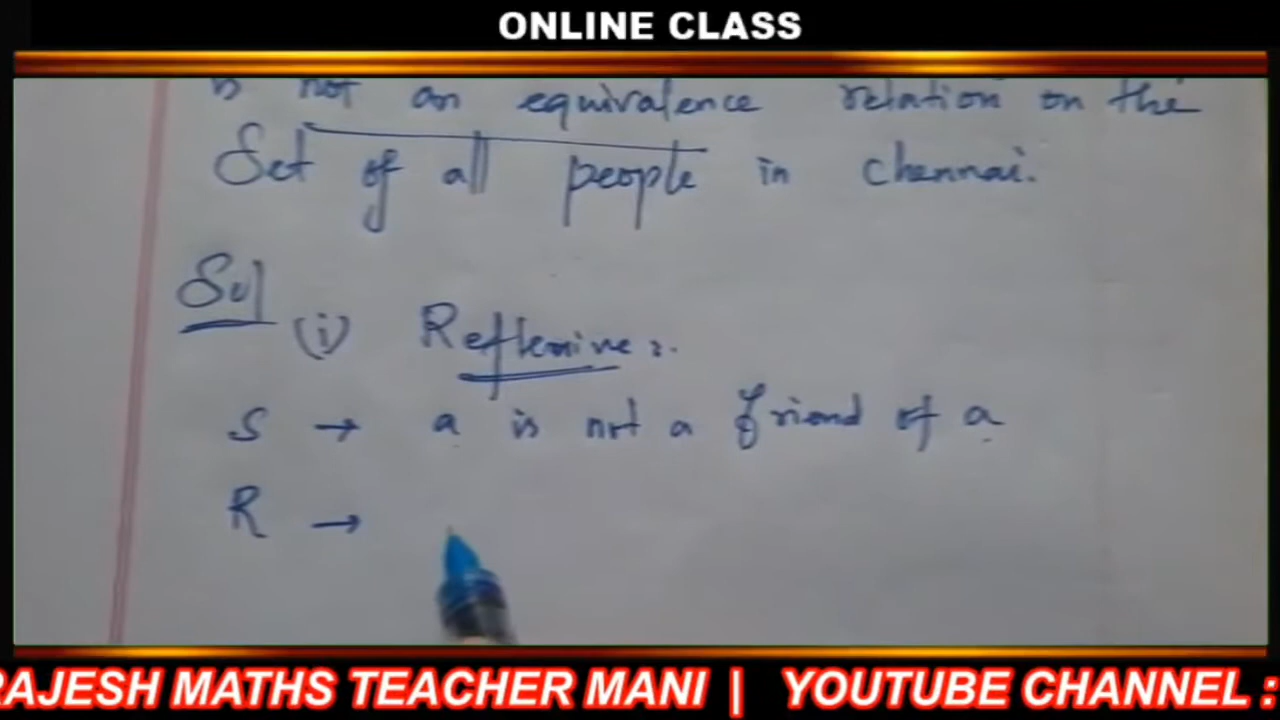 ONLINE CLASS
is not an equivalence relation on the
Set of all people in Chennai.
Sol
(i) Reflexive :.
S → a is not a friend of a
R →
RAJESH MATHS TEACHER MANI | YOUTUBE CHANNEL :